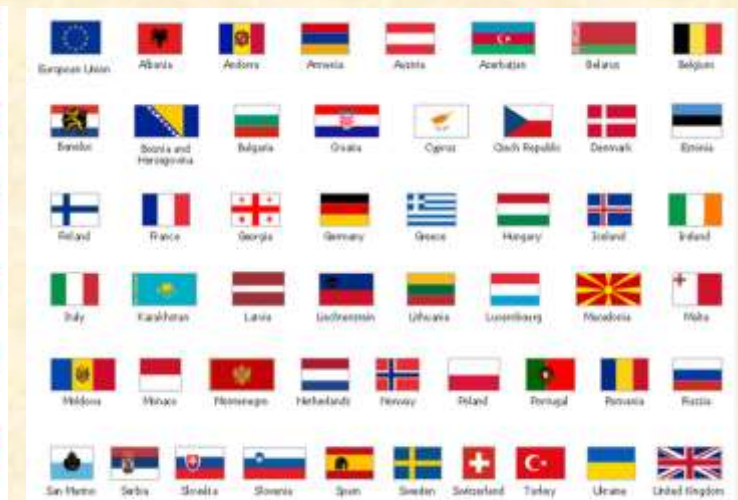 European Union Albania Andorra Armenia Austria Azerbaijan Belarus Belgium
Benelux Bosnia and Herzegovina Bulgaria Croatia Cyprus Czech Republic Denmark Estonia
Finland France Georgia Germany Greece Hungary Iceland Ireland
Italy Kazakhstan Latvia Liechtenstein Lithuania Luxembourg Macedonia Malta
Moldova Monaco Montenegro Netherlands Norway Poland Portugal Romania Russia
San Marino Serbia Slovakia Slovenia Spain Sweden Switzerland Turkey Ukraine United Kingdom